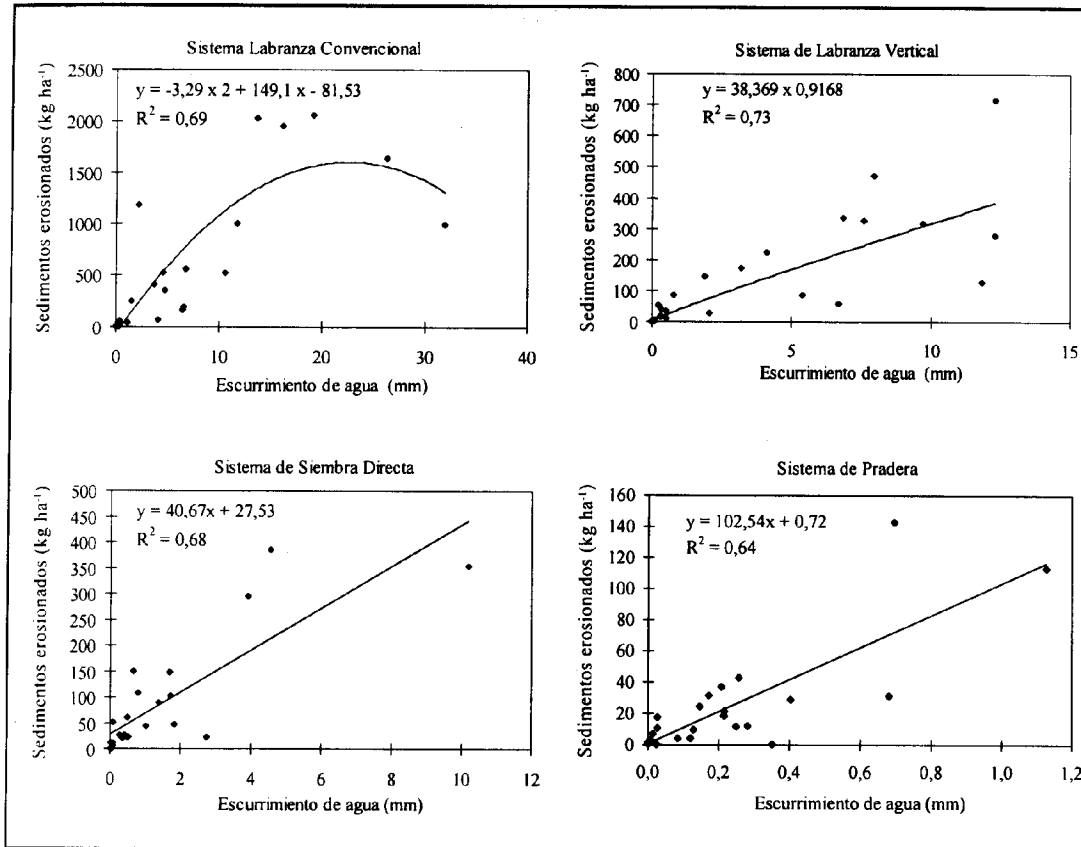 Sistema Labranza Convencional
Sedimentos erosionados (kg ha⁻¹)
2500
2000
1500
1000
500
0
y = -3,29 x 2 + 149,1 x - 81,53
R² = 0,69
0 10 20 30 40
Escurrimiento de agua (mm)
Sistema de Labranza Vertical
Sedimentos erosionados (kg ha⁻¹)
800
700
600
500
400
300
200
100
0
y = 38,369 x 0,9168
R² = 0,73
0 5 10 15
Escurrimiento de agua (mm)
Sistema de Siembra Directa
Sedimentos erosionados (kg ha⁻¹)
500
450
400
350
300
250
200
150
100
50
0
y = 40,67x + 27,53
R² = 0,68
0 2 4 6 8 10 12
Escurrimiento de agua (mm)
Sistema de Pradera
Sedimentos erosionados (kg ha⁻¹)
160
140
120
100
80
60
40
20
0
y = 102,54x + 0,72
R² = 0,64
0,0 0,2 0,4 0,6 0,8 1,0 1,2
Escurrimiento de agua (mm)